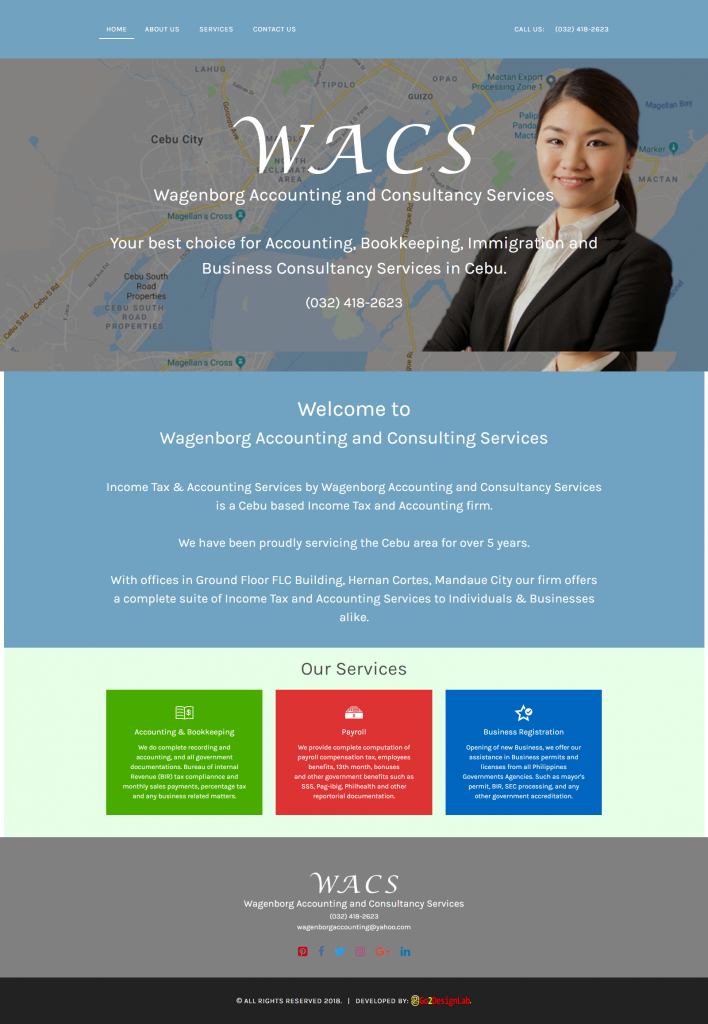 HOME ABOUT US SERVICES CONTACT US CALL US: (032) 418-2623
LAHUG
TIPOLO
OPAO
Mactan Export
Processing Zone 1
GUIZO
Mactan Bay
Cebu City
Marker
MACTAN
AREA
WACS
Wagenborg Accounting and Consultancy Services
Magellan's Cross
Your best choice for Accounting, Bookkeeping, Immigration and
Business Consultancy Services in Cebu.
Cebu South
Road
Properties
CEBU SOUTH
ROAD
PROPERTIES
(032) 418-2623
Cebu S Rd
Magellan's Cross
Welcome to
Wagenborg Accounting and Consulting Services
Income Tax & Accounting Services by Wagenborg Accounting and Consultancy Services
is a Cebu based Income Tax and Accounting firm.
We have been proudly servicing the Cebu area for over 5 years.
With offices in Ground Floor FLC Building, Hernan Cortes, Mandaue City our firm offers
a complete suite of Income Tax and Accounting Services to Individuals & Businesses
alike.
Our Services
Accounting & Bookkeeping
We do complete recording and
accounting, and all government
documentations. Bureau of internal
Revenue (BIR) tax compliannce and
monthly sales payments, percentage tax
and any business related matters.
Payroll
We provide complete computation of
payroll compensation tax, employees
benefits, 13th month, bonuses
and other government benefits such as
SSS, Pag-ibig, Philhealth and other
reportorial documentation.
Business Registration
Opening of new Business, we offer our
assistance in Business permits and
licenses from all Philippines
Governments Agencies. Such as mayor's
permit, BIR, SEC processing, and any
other government accreditation.
WACS
Wagenborg Accounting and Consultancy Services
(032) 418-2623
wagenborgaccounting@yahoo.com
© ALL RIGHTS RESERVED 2018. | DEVELOPED BY: @Go2DesignLab.